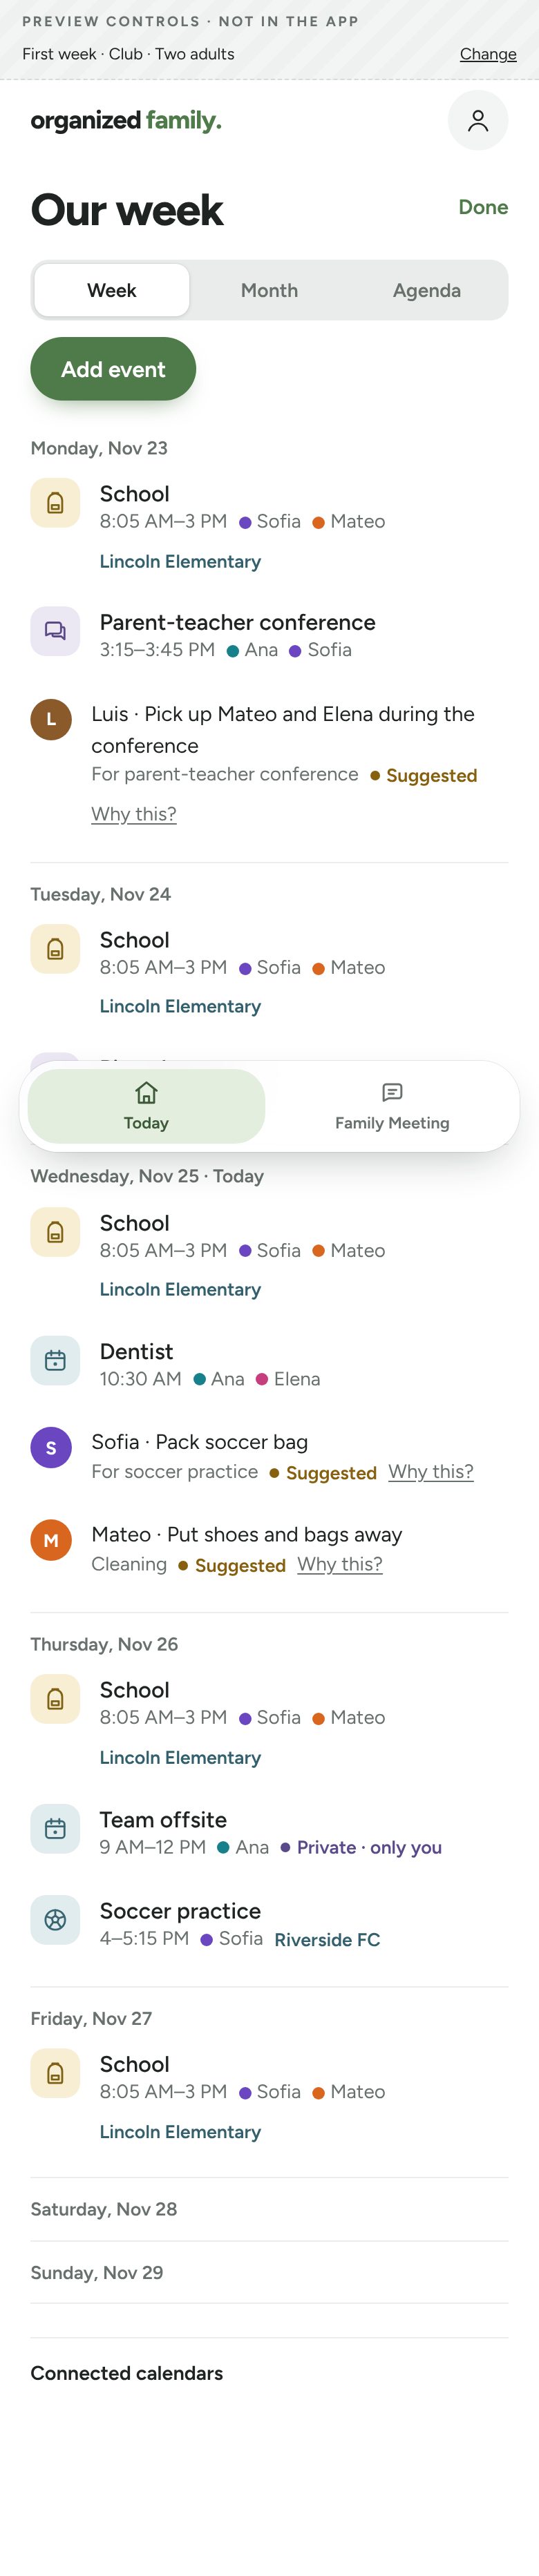 PREVIEW CONTROLS · NOT IN THE APP
First week · Club · Two adults
Change
organized family.
Our week
Done
Week
Month
Agenda
Add event
Monday, Nov 23
School
8:05 AM–3 PM Sofia Mateo
Lincoln Elementary
Parent-teacher conference
3:15–3:45 PM Ana Sofia
L
Luis · Pick up Mateo and Elena during the
conference
For parent-teacher conference Suggested
Why this?
Tuesday, Nov 24
School
8:05 AM–3 PM Sofia Mateo
Lincoln Elementary
Today
Family Meeting
Wednesday, Nov 25 · Today
School
8:05 AM–3 PM Sofia Mateo
Lincoln Elementary
Dentist
10:30 AM Ana Elena
S
Sofia · Pack soccer bag
For soccer practice Suggested Why this?
M
Mateo · Put shoes and bags away
Cleaning Suggested Why this?
Thursday, Nov 26
School
8:05 AM–3 PM Sofia Mateo
Lincoln Elementary
Team offsite
9 AM–12 PM Ana Private · only you
Soccer practice
4–5:15 PM Sofia Riverside FC
Friday, Nov 27
School
8:05 AM–3 PM Sofia Mateo
Lincoln Elementary
Saturday, Nov 28
Sunday, Nov 29
Connected calendars